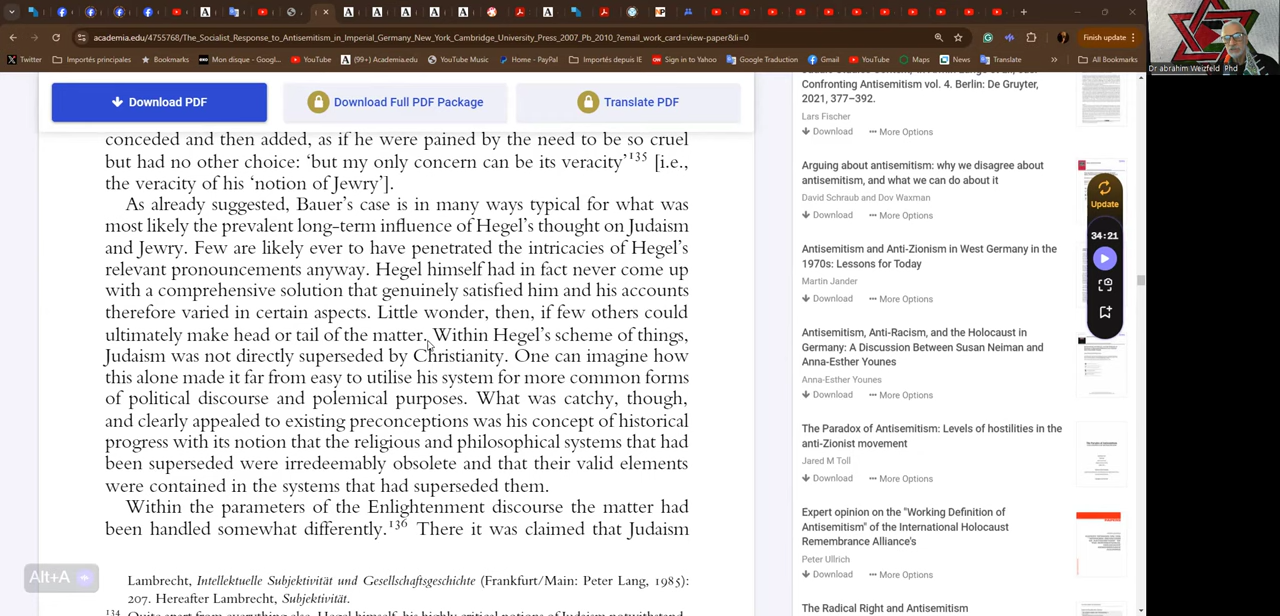 academia.edu/4755768/The_Socialist_Response_to_Antisemitism_in_Imperial_Germany_New_York_Cambridge_University_Press_2007_Pb_2010_?email_work_card=view-paper&li=0
Finish update
Twitter
Importés principales
Bookmarks
Mon disque - Googl...
YouTube
(99+) Academia.edu
YouTube Music
Home - PayPal
Importés depuis IE
Sign in to Yahoo
Google Traduction
Facebook
Gmail
YouTube
Maps
News
Translate
All Bookmarks
Dr abrahim Weizfeld Phd
Download PDF
Download Full PDF Package
Translate PDF
conceded and then added, as if he were pained by the need to be so cruel
but had no other choice: ‘but my only concern can be its veracity’135 [i.e.,
the veracity of his ‘notion of Jewry’].
As already suggested, Bauer’s case is in many ways typical for what was
most likely the prevalent long-term influence of Hegel’s thought on Judaism
and Jewry. Few are likely ever to have penetrated the intricacies of Hegel’s
relevant pronouncements anyway. Hegel himself had in fact never come up
with a comprehensive solution that genuinely satisfied him and his accounts
therefore varied in certain aspects. Little wonder, then, if few others could
ultimately make head or tail of the matter. Within Hegel’s scheme of things,
Judaism was not directly superseded by Christianity. One can imagine how
this alone made it far from easy to utilise his system for more common forms
of political discourse and polemical purposes. What was catchy, though,
and clearly appealed to existing preconceptions was his concept of historical
progress with its notion that the religious and philosophical systems that had
been superseded were irredeemably obsolete and that their valid elements
were contained in the systems that had superseded them.
Within the parameters of the Enlightenment discourse the matter had
been handled somewhat differently.136 There it was claimed that Judaism
Lambrecht, Intellektuelle Subjektivität und Gesellschaftsgeschichte (Frankfurt/Main: Peter Lang, 1985):
207. Hereafter Lambrecht, Subjektivität.
134 Quite apart from everything else, Hegel himself, his highly critical notions of Judaism notwithstand-
Alt+A
Confronting Antisemitism vol. 4. Berlin: De Gruyter,
2021, 377–392.
Lars Fischer
Download
••• More Options
Arguing about antisemitism: why we disagree about
antisemitism, and what we can do about it
David Schraub and Dov Waxman
Download
••• More Options
Antisemitism and Anti-Zionism in West Germany in the
1970s: Lessons for Today
Martin Jander
Download
••• More Options
Antisemitism, Anti-Racism, and the Holocaust in
Germany: A Discussion Between Susan Neiman and
Anna-Esther Younes
Anna-Esther Younes
Download
••• More Options
The Paradox of Antisemitism: Levels of hostilities in the
anti-Zionist movement
Jared M Toll
Download
••• More Options
Expert opinion on the "Working Definition of
Antisemitism" of the International Holocaust
Remembrance Alliance's
Peter Ullrich
Download
••• More Options
The Radical Right and Antisemitism
Update
34:21